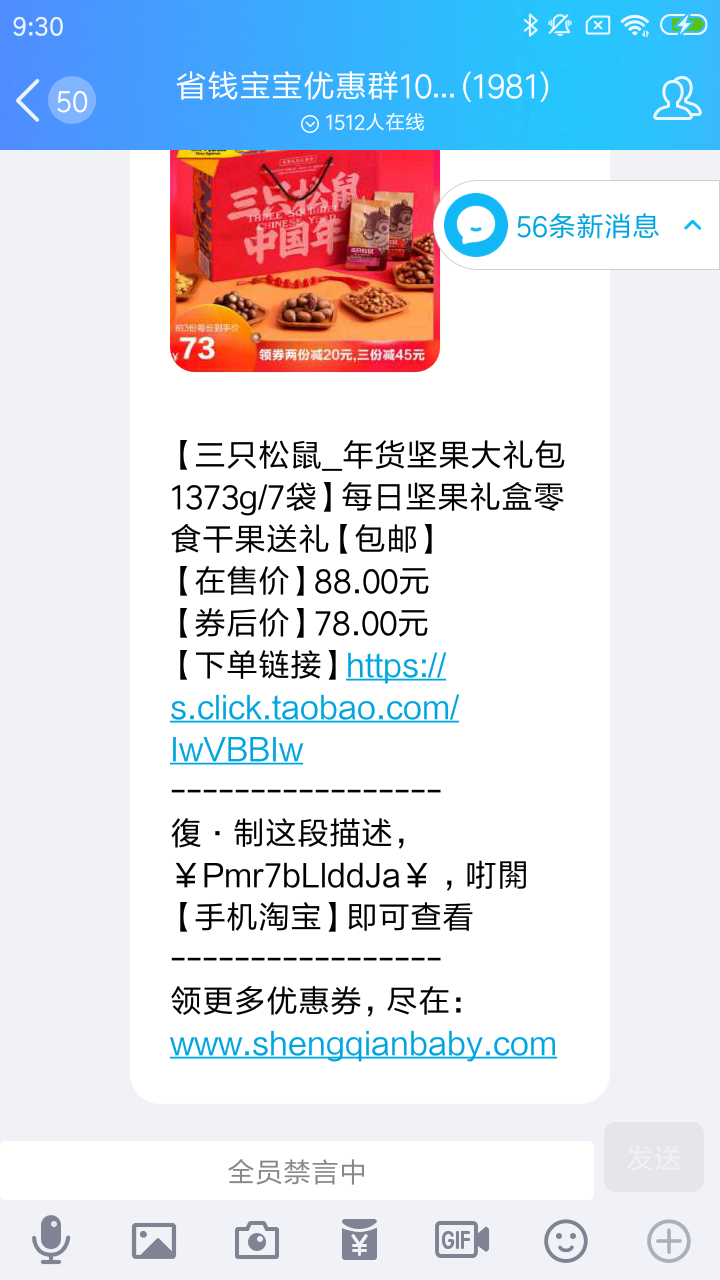 9:30
50
省钱宝宝优惠群10...(1981)
1512人在线
56条新消息
三只松鼠
THREE SQUIRREL
CHINESE YEAR
中国年
拍3份每份到手价
¥73
领券两份减20元,三份减45元
【三只松鼠_年货坚果大礼包
1373g/7袋】每日坚果礼盒零
食干果送礼【包邮】
【在售价】88.00元
【券后价】78.00元
【下单链接】https://
s.click.taobao.com/
IwVBBIw
-----------------
復·制这段描述，
￥Pmr7bLlddJa￥，咑閞
【手机淘宝】即可查看
-----------------
领更多优惠券，尽在：
www.shengqianbaby.com
全员禁言中
发送
GIF